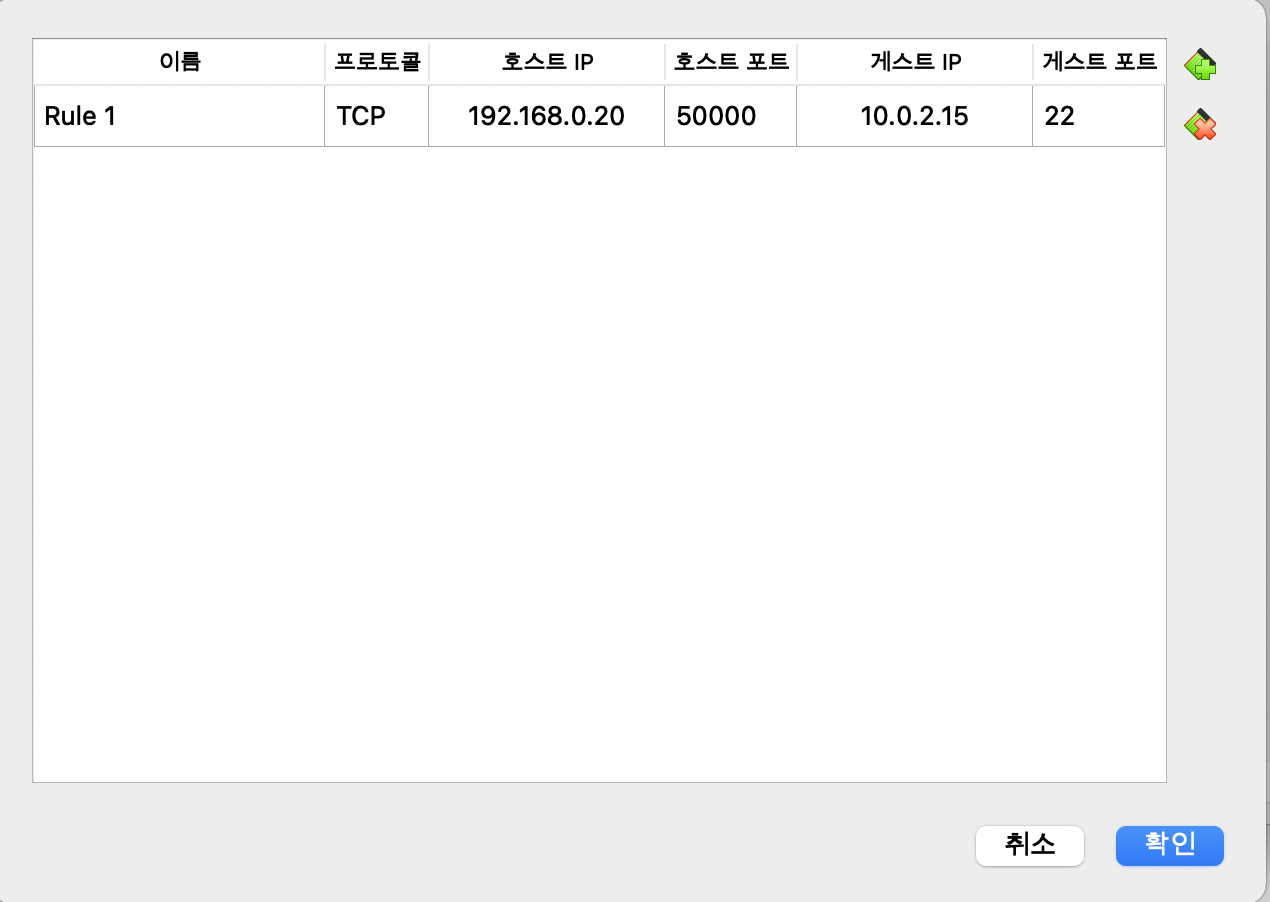 이름 프로토콜 호스트 IP 호스트 포트 게스트 IP 게스트 포트
Rule 1 TCP 192.168.0.20 50000 10.0.2.15 22
취소 확인